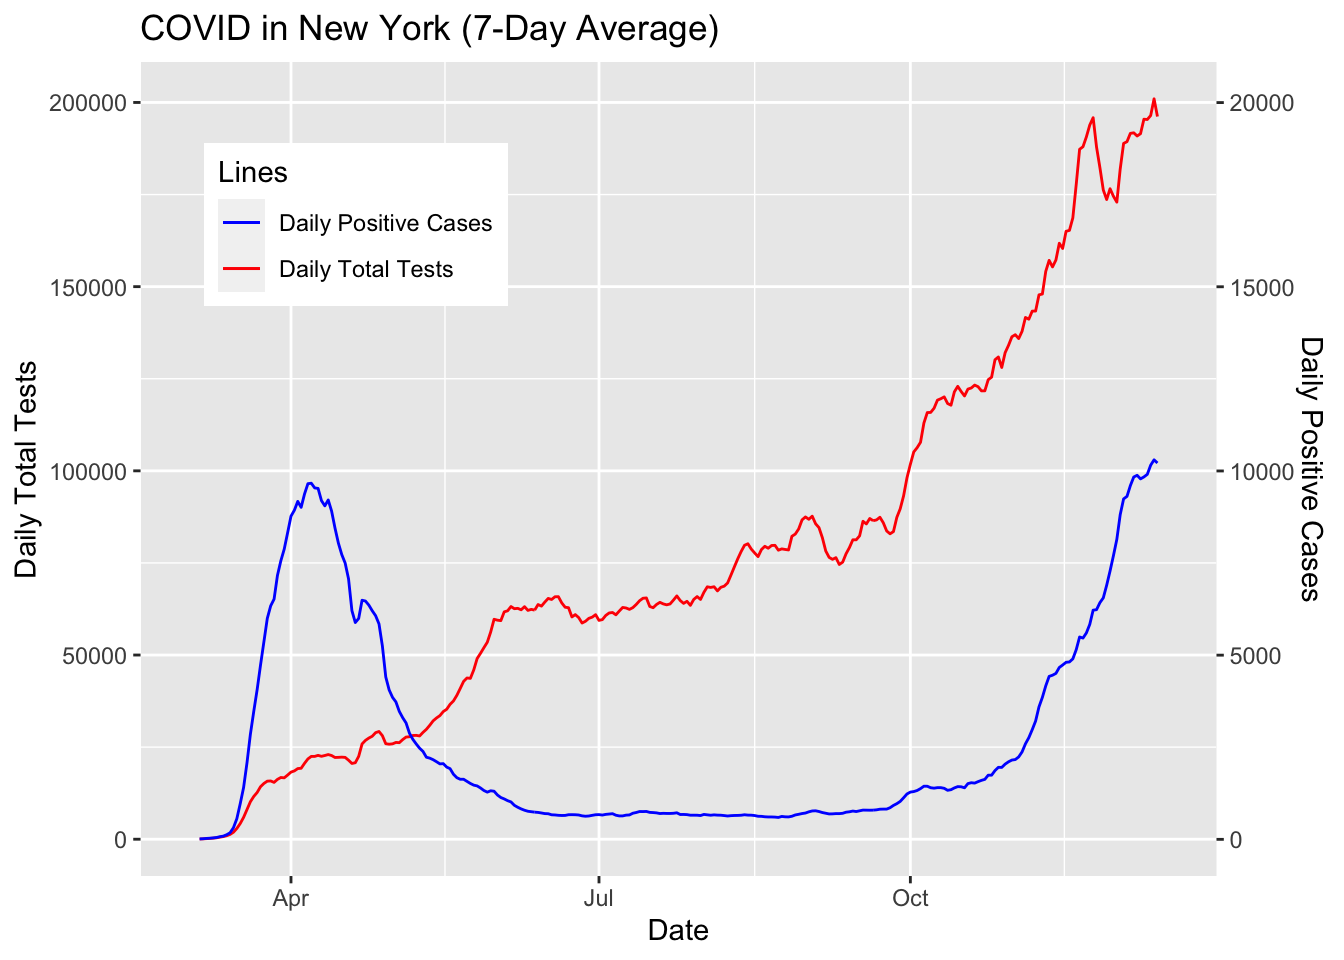 COVID in New York (7-Day Average)
200000
150000
100000
50000
0
Daily Total Tests
Lines
Daily Positive Cases
Daily Total Tests
20000
15000
10000
5000
0
Daily Positive Cases
Apr
Jul
Oct
Date